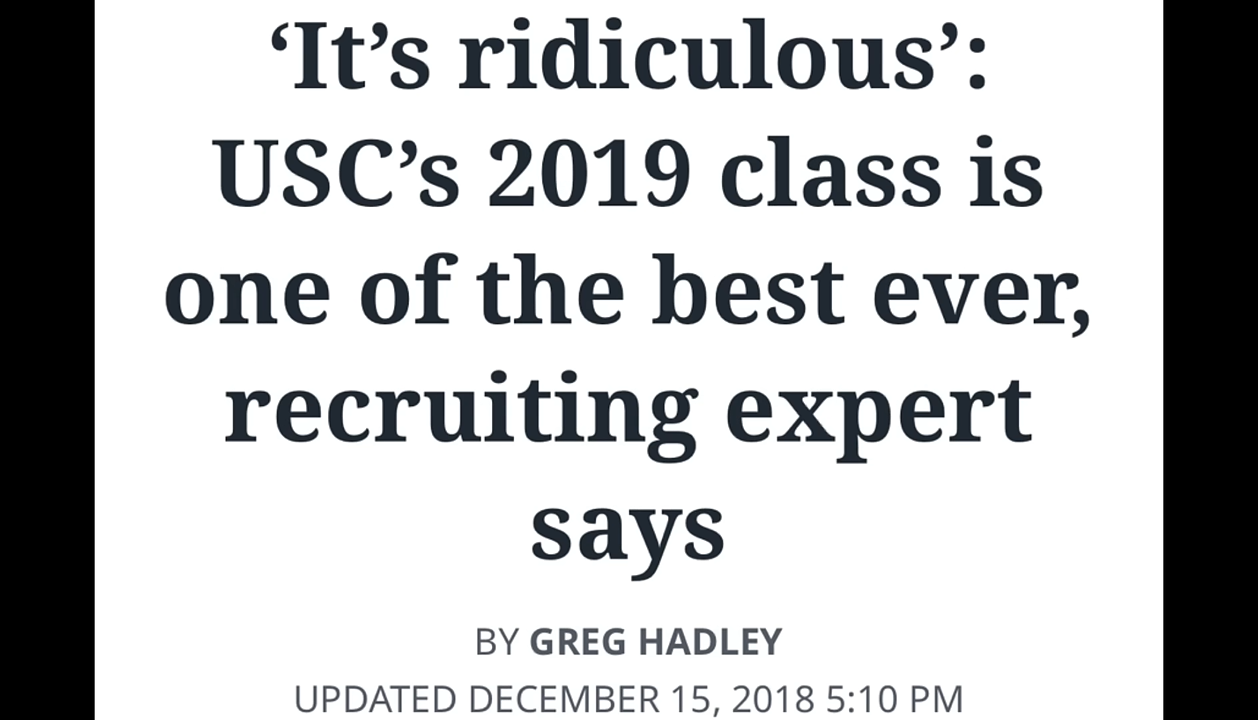 ‘It’s ridiculous’:
USC’s 2019 class is
one of the best ever,
recruiting expert
says
BY GREG HADLEY
UPDATED DECEMBER 15, 2018 5:10 PM